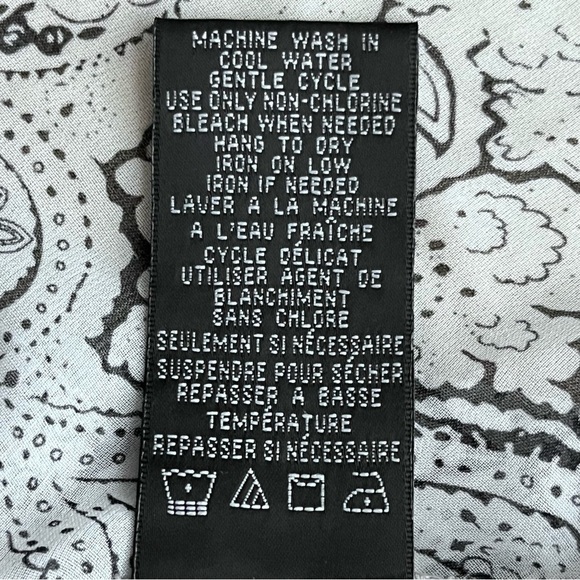 MACHINE WASH IN
COOL WATER
GENTLE CYCLE
USE ONLY NON-CHLORINE
BLEACH WHEN NEEDED
HANG TO DRY
IRON ON LOW
IRON IF NEEDED
LAVER A LA MACHINE
A L'EAU FRAÎCHE
CYCLE DÉLICAT
UTILISER AGENT DE
BLANCHIMENT
SANS CHLORE
SEULEMENT SI NÉCESSAIRE
SUSPENDRE POUR SÉCHER
REPASSER A BASSE
TEMPÉRATURE
REPASSER SI NÉCESSAIRE